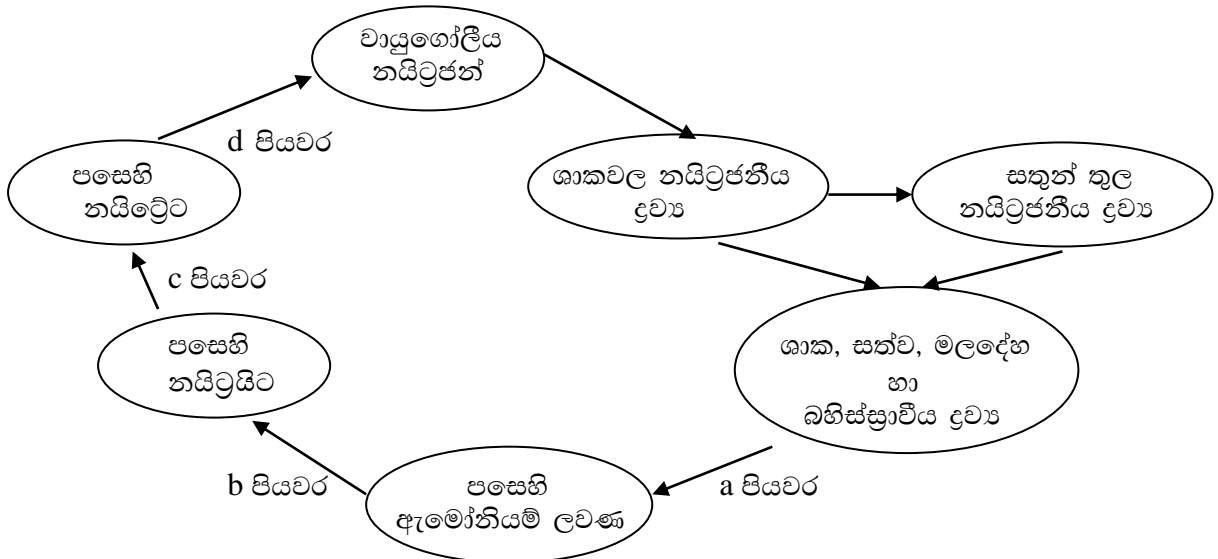 වායුගෝලීය
නයිට්‍රජන්
d පියවර
පසෙහි
නයිට්‍රේට
ශාකවල නයිට්‍රජනීය
ද්‍රව්‍ය
සතුන් තුල
නයිට්‍රජනීය ද්‍රව්‍ය
c පියවර
පසෙහි
නයිට්‍රයිට
ශාක, සත්ව, මලදේහ
හා
බහිස්ස්‍රාවීය ද්‍රව්‍ය
b පියවර
පසෙහි
ඇමෝනියම් ලවණ
a පියවර